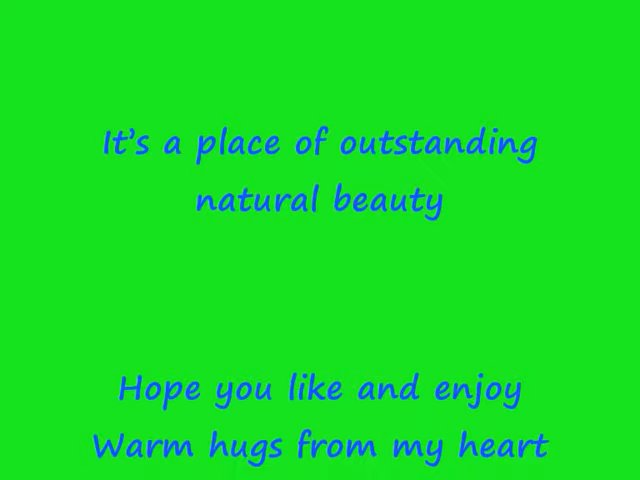 It’s a place of outstanding
natural beauty
Hope you like and enjoy
Warm hugs from my heart